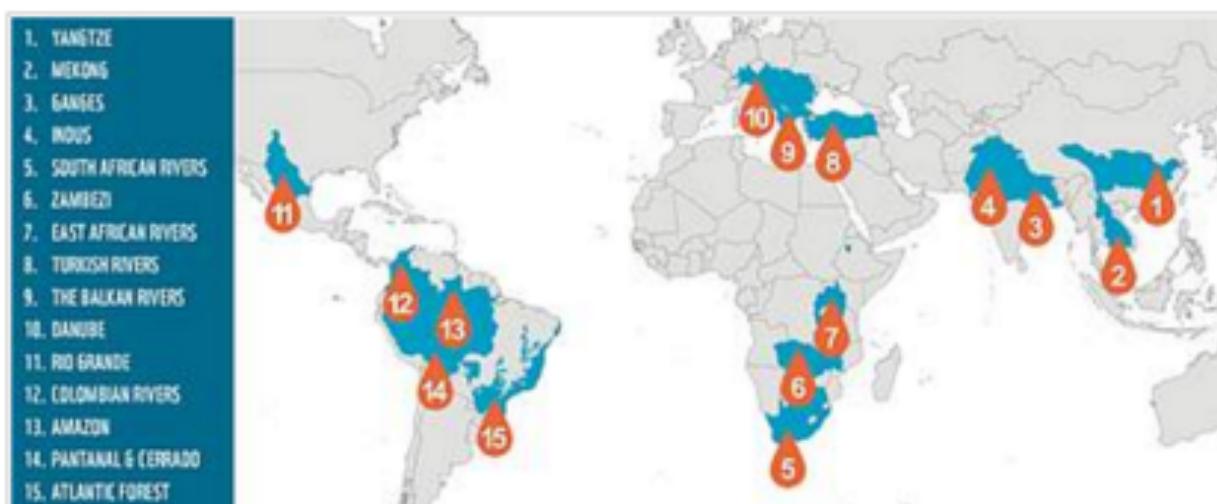 1. YANGTZE
2. MEKONG
3. GANGES
4. INDUS
5. SOUTH AFRICAN RIVERS
6. ZAMBEZI
7. EAST AFRICAN RIVERS
8. TURKISH RIVERS
9. THE BALKAN RIVERS
10. DANUBE
11. RIO GRANDE
12. COLOMBIAN RIVERS
13. AMAZON
14. PANTANAL & CERRADO
15. ATLANTIC FOREST
10
9
8
11
4
3
1
2
12
13
7
14
6
15
5